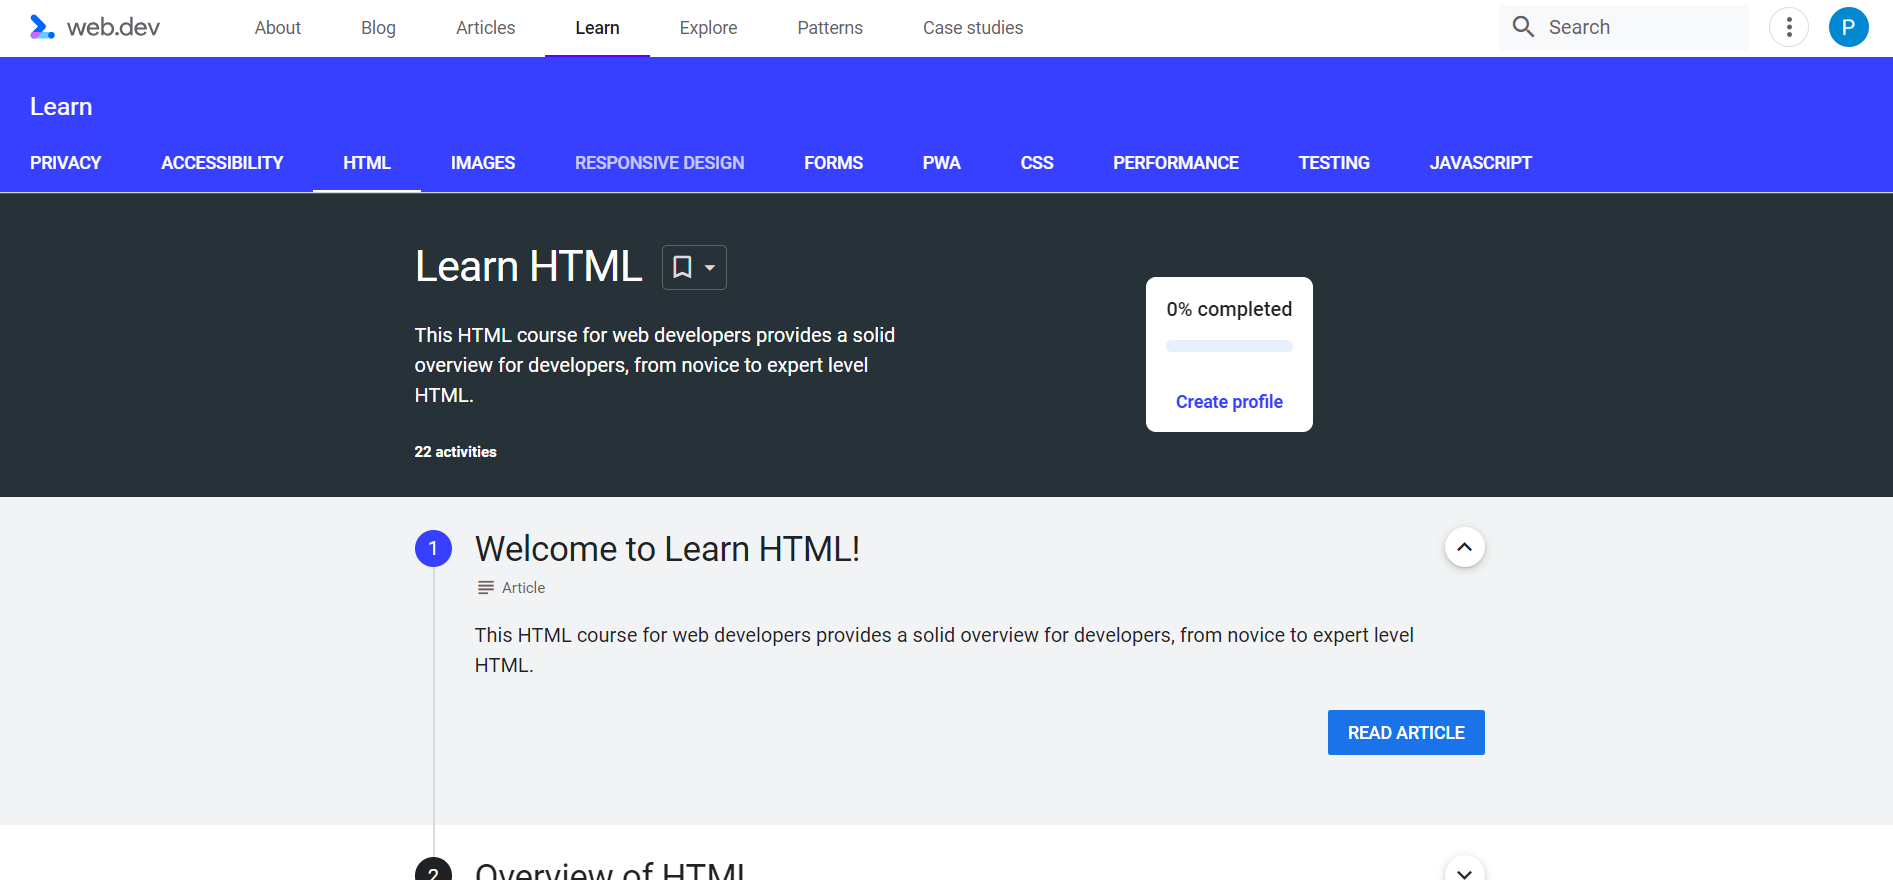 web.dev
About Blog Articles Learn Explore Patterns Case studies Search P
Learn
PRIVACY ACCESSIBILITY HTML IMAGES RESPONSIVE DESIGN FORMS PWA CSS PERFORMANCE TESTING JAVASCRIPT
Learn HTML
This HTML course for web developers provides a solid
overview for developers, from novice to expert level
HTML.
22 activities
0% completed
Create profile
1 Welcome to Learn HTML!
Article
This HTML course for web developers provides a solid overview for developers, from novice to expert level
HTML.
READ ARTICLE
2 Overview of HTML